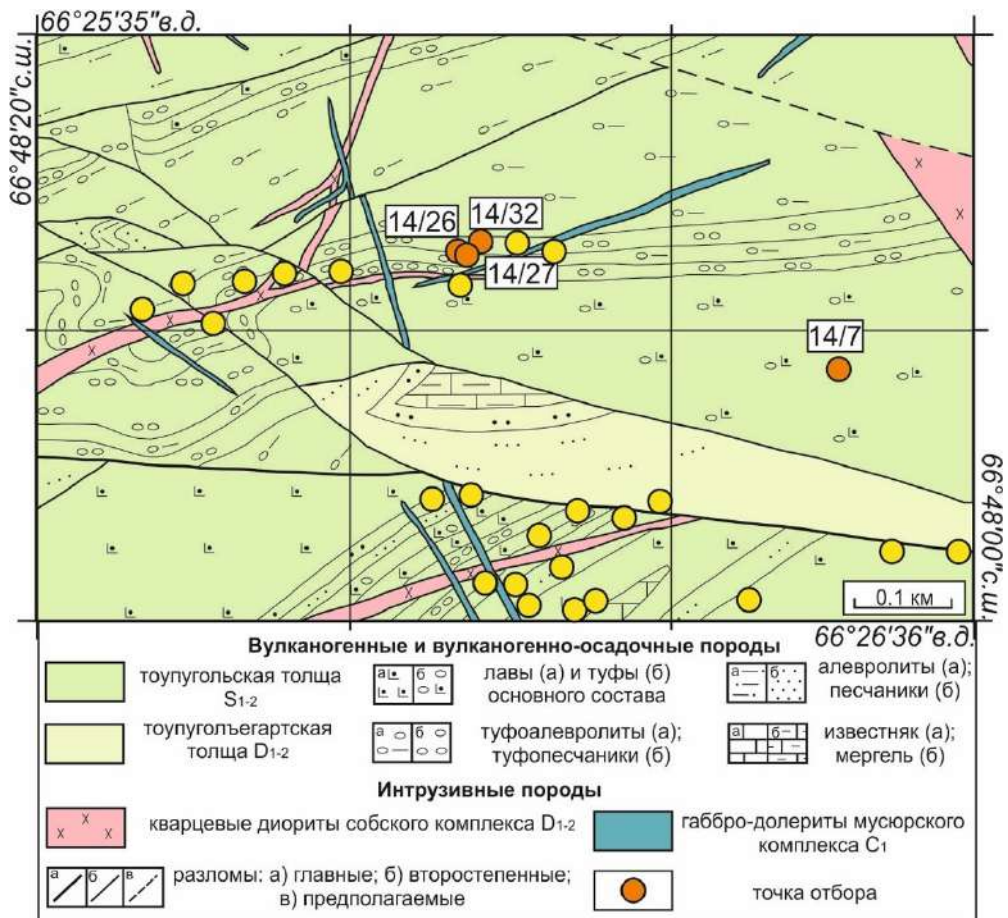 66°25'35"в.д.
66°48'20"с.ш.
14/26
14/32
14/27
14/7
66°48'00"с.ш.
0.1 км
66°26'36"в.д.
Вулканогенные и вулканогенно-осадочные породы
тоупугольская толща
S1-2
а
б
лавы (а) и туфы (б)
основного состава
а
б
алевролиты (а);
песчаники (б)
тоупуголъегартская
толща D1-2
а
б
туфоалевролиты (а);
туфопесчаники (б)
а
б
известняк (а);
мергель (б)
Интрузивные породы
кварцевые диориты собского комплекса D1-2
габбро-долериты мусюрского
комплекса C1
а
б
в
разломы: а) главные; б) второстепенные;
в) предполагаемые
точка отбора